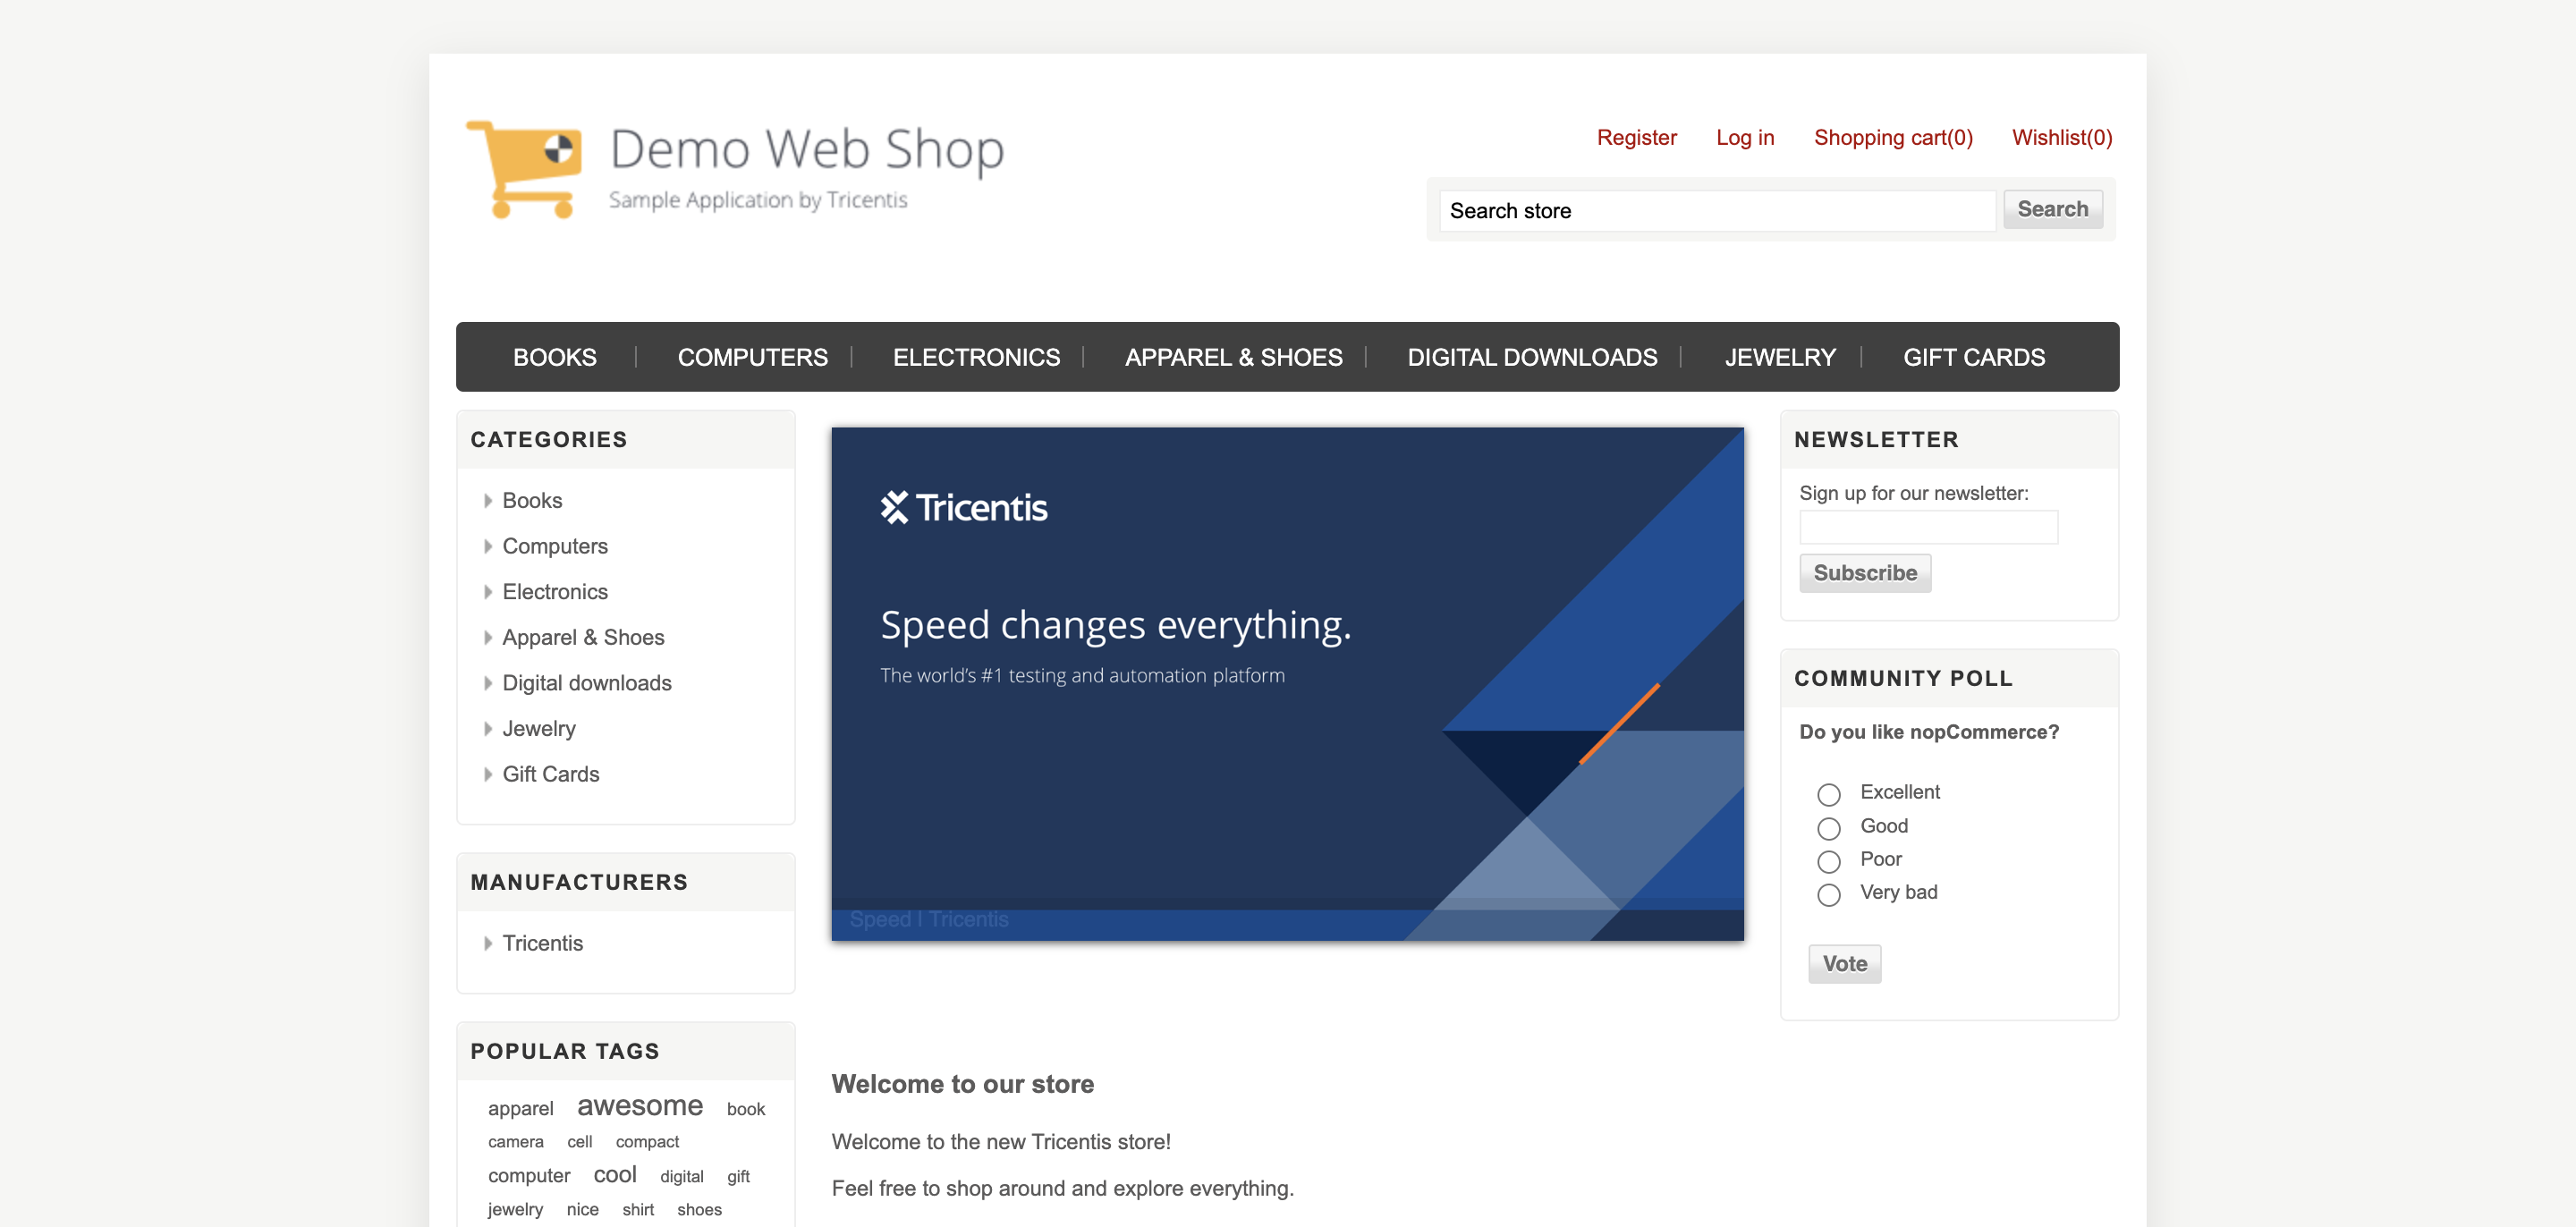 Demo Web Shop
Sample Application by Tricentis
Register Log in Shopping cart(0) Wishlist(0)
Search store Search
BOOKS COMPUTERS ELECTRONICS APPAREL & SHOES DIGITAL DOWNLOADS JEWELRY GIFT CARDS
CATEGORIES
Books
Computers
Electronics
Apparel & Shoes
Digital downloads
Jewelry
Gift Cards
MANUFACTURERS
Tricentis
POPULAR TAGS
apparel awesome book
camera cell compact
computer cool digital gift
jewelry nice shirt shoes
Tricentis
Speed changes everything.
The world's #1 testing and automation platform
Speed I Tricentis
Welcome to our store
Welcome to the new Tricentis store!
Feel free to shop around and explore everything.
NEWSLETTER
Sign up for our newsletter:
Subscribe
COMMUNITY POLL
Do you like nopCommerce?
Excellent
Good
Poor
Very bad
Vote